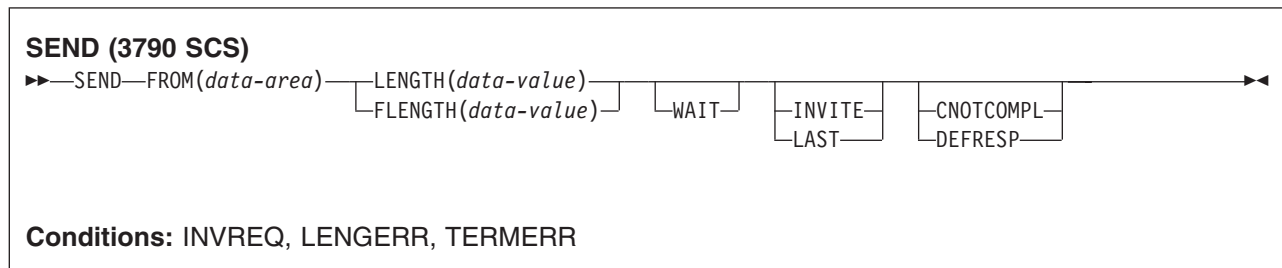 SEND (3790 SCS)
SEND FROM(data-area) LENGTH(data-value)
FLENGTH(data-value) WAIT INVITE CNOTCOMPL
LAST DEFRESP
Conditions: INVREQ, LENGERR, TERMERR